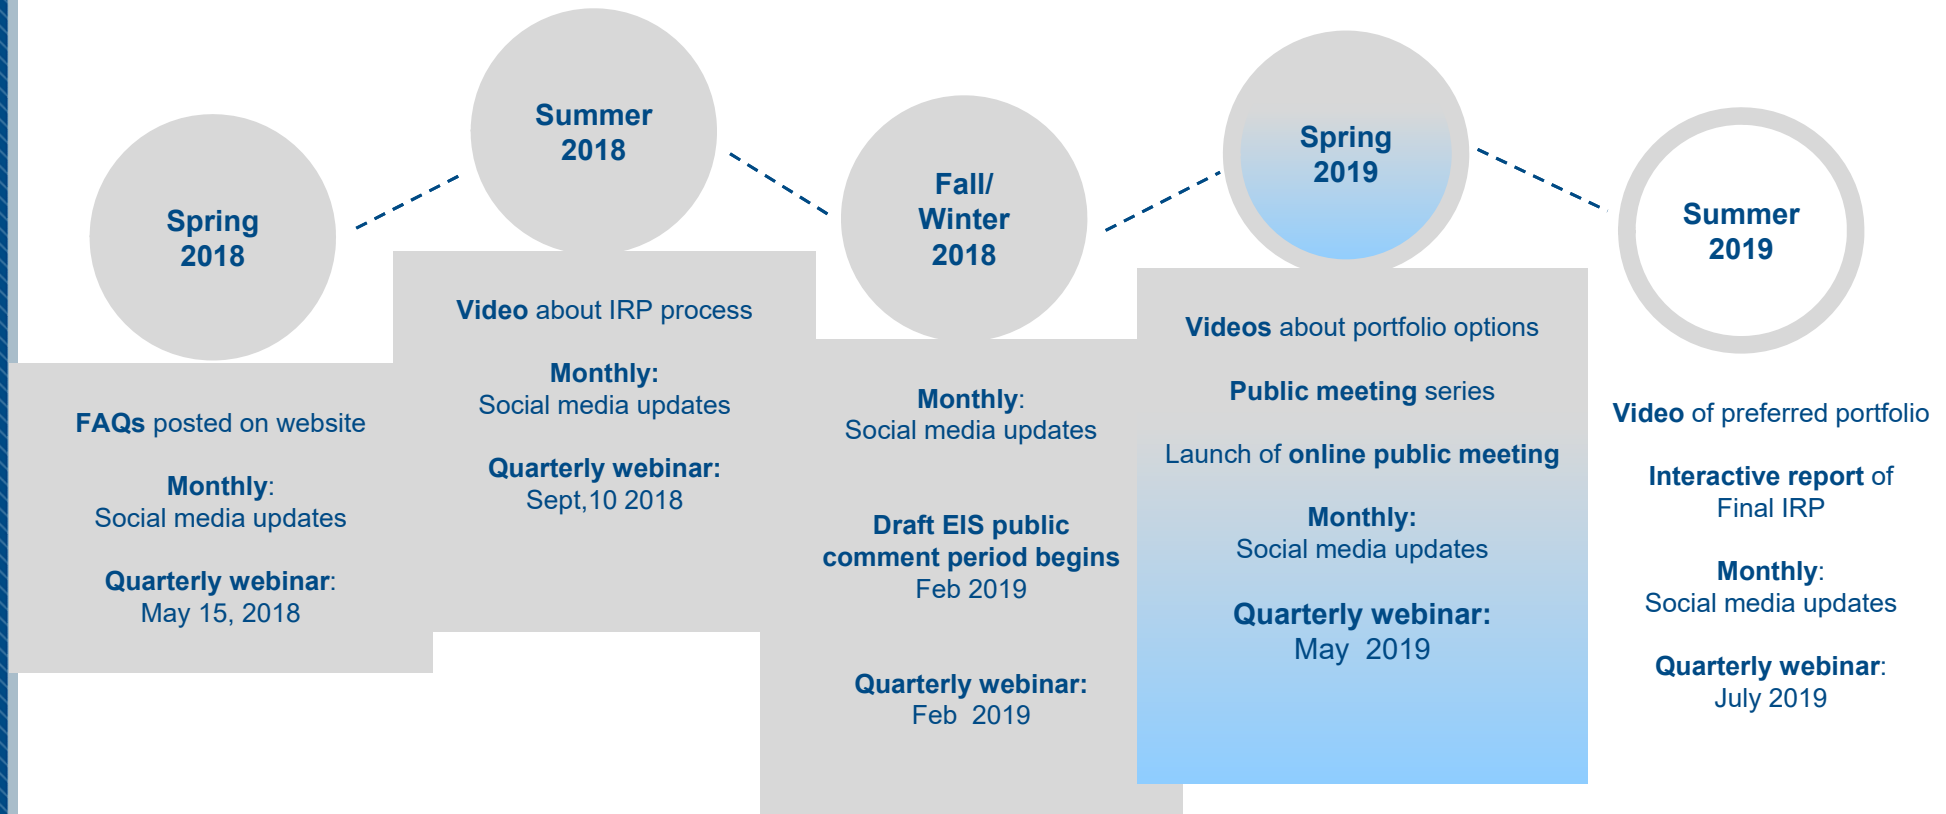 Spring
2018
FAQs posted on website
Monthly:
Social media updates
Quarterly webinar:
May 15, 2018
Summer
2018
Video about IRP process
Monthly:
Social media updates
Quarterly webinar:
Sept,10 2018
Fall/
Winter
2018
Monthly:
Social media updates
Draft EIS public
comment period begins
Feb 2019
Quarterly webinar:
Feb  2019
Spring
2019
Videos about portfolio options
Public meeting series
Launch of online public meeting
Monthly:
Social media updates
Quarterly webinar:
May  2019
Summer
2019
Video of preferred portfolio
Interactive report of
Final IRP
Monthly:
Social media updates
Quarterly webinar:
July 2019